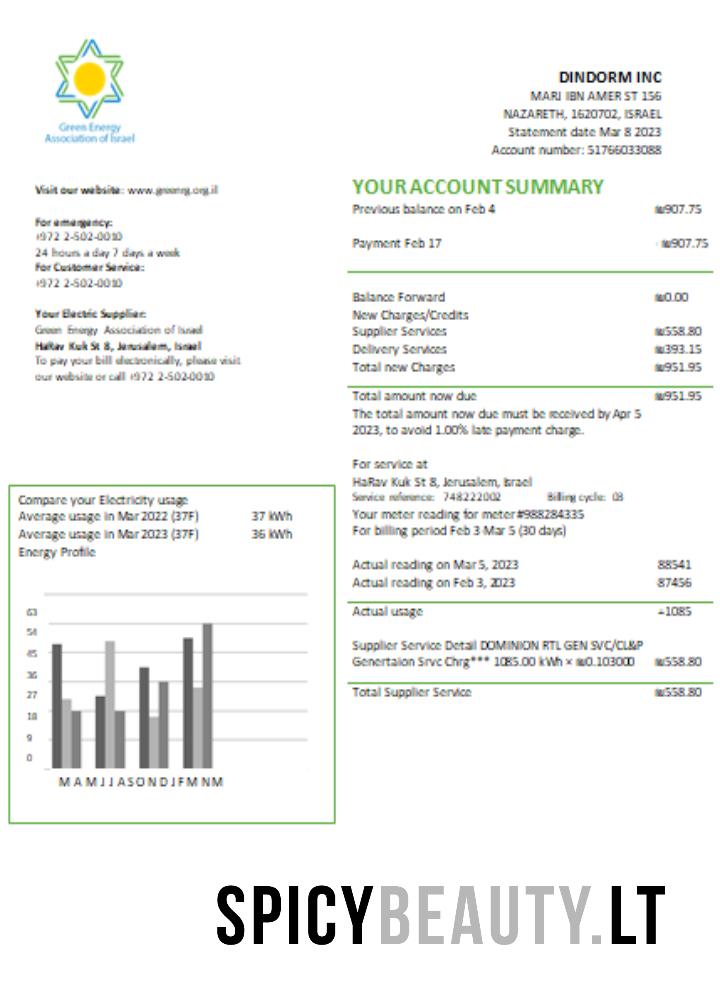 Green Energy
Association of Israel
DINDORM INC
MARJ IBN AMER ST 156
NAZARETH, 1620702, ISRAEL
Statement date Mar 8 2023
Account number: 51766033088
Visit our website: www.greenrg.org.il
For emergency:
+972 2-502-0010
24 hours a day 7 days a week
For Customer Service:
+972 2-502-0010
Your Electric Supplier:
Green Energy Association of Israel
HaRav Kuk St 8, Jerusalem, Israel
To pay your bill electronically, please visit
our website or call +972 2-502-0010
YOUR ACCOUNT SUMMARY
Previous balance on Feb 4 ₪907.75
Payment Feb 17 - ₪907.75
Balance Forward ₪0.00
New Charges/Credits
Supplier Services ₪558.80
Delivery Services ₪393.15
Total new Charges ₪951.95
Total amount now due ₪951.95
The total amount now due must be received by Apr 5
2023, to avoid 1.00% late payment charge.
For service at
HaRav Kuk St 8, Jerusalem, Israel
Service reference: 748222002 Billing cycle: 03
Your meter reading for meter#988284335
For billing period Feb 3-Mar 5 (30 days)
Actual reading on Mar 5, 2023 88541
Actual reading on Feb 3, 2023 87456
Actual usage =1085
Supplier Service Detail DOMINION RTL GEN SVC/CL&P
Genertaion Srvc Chrg*** 1085.00 kWh × ₪0.103000 ₪558.80
Total Supplier Service ₪558.80
Compare your Electricity usage
Average usage in Mar 2022 (37F) 37 kWh
Average usage in Mar 2023 (37F) 36 kWh
Energy Profile
63
54
45
36
27
18
9
0
M A M J J A S O N D J F M N M
SPICYBEAUTY.LT